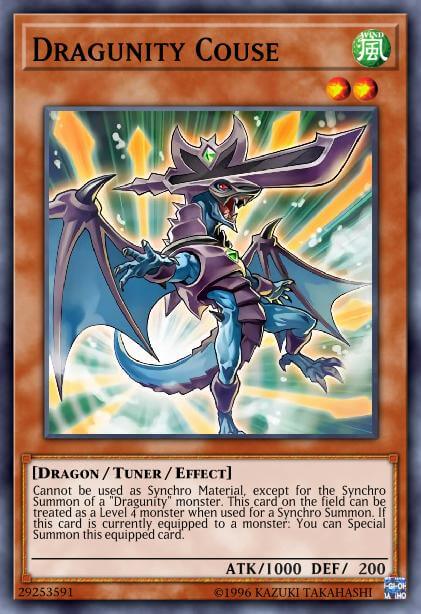 Dragunity Couse
WIND
風
[Dragon / Tuner / Effect]
Cannot be used as Synchro Material, except for the Synchro
Summon of a "Dragunity" monster. This card on the field can be
treated as a Level 4 monster when used for a Synchro Summon. If
this card is currently equipped to a monster: You can Special
Summon this equipped card.
ATK/1000 DEF/ 200
29253591
©1996 KAZUKI TAKAHASHI